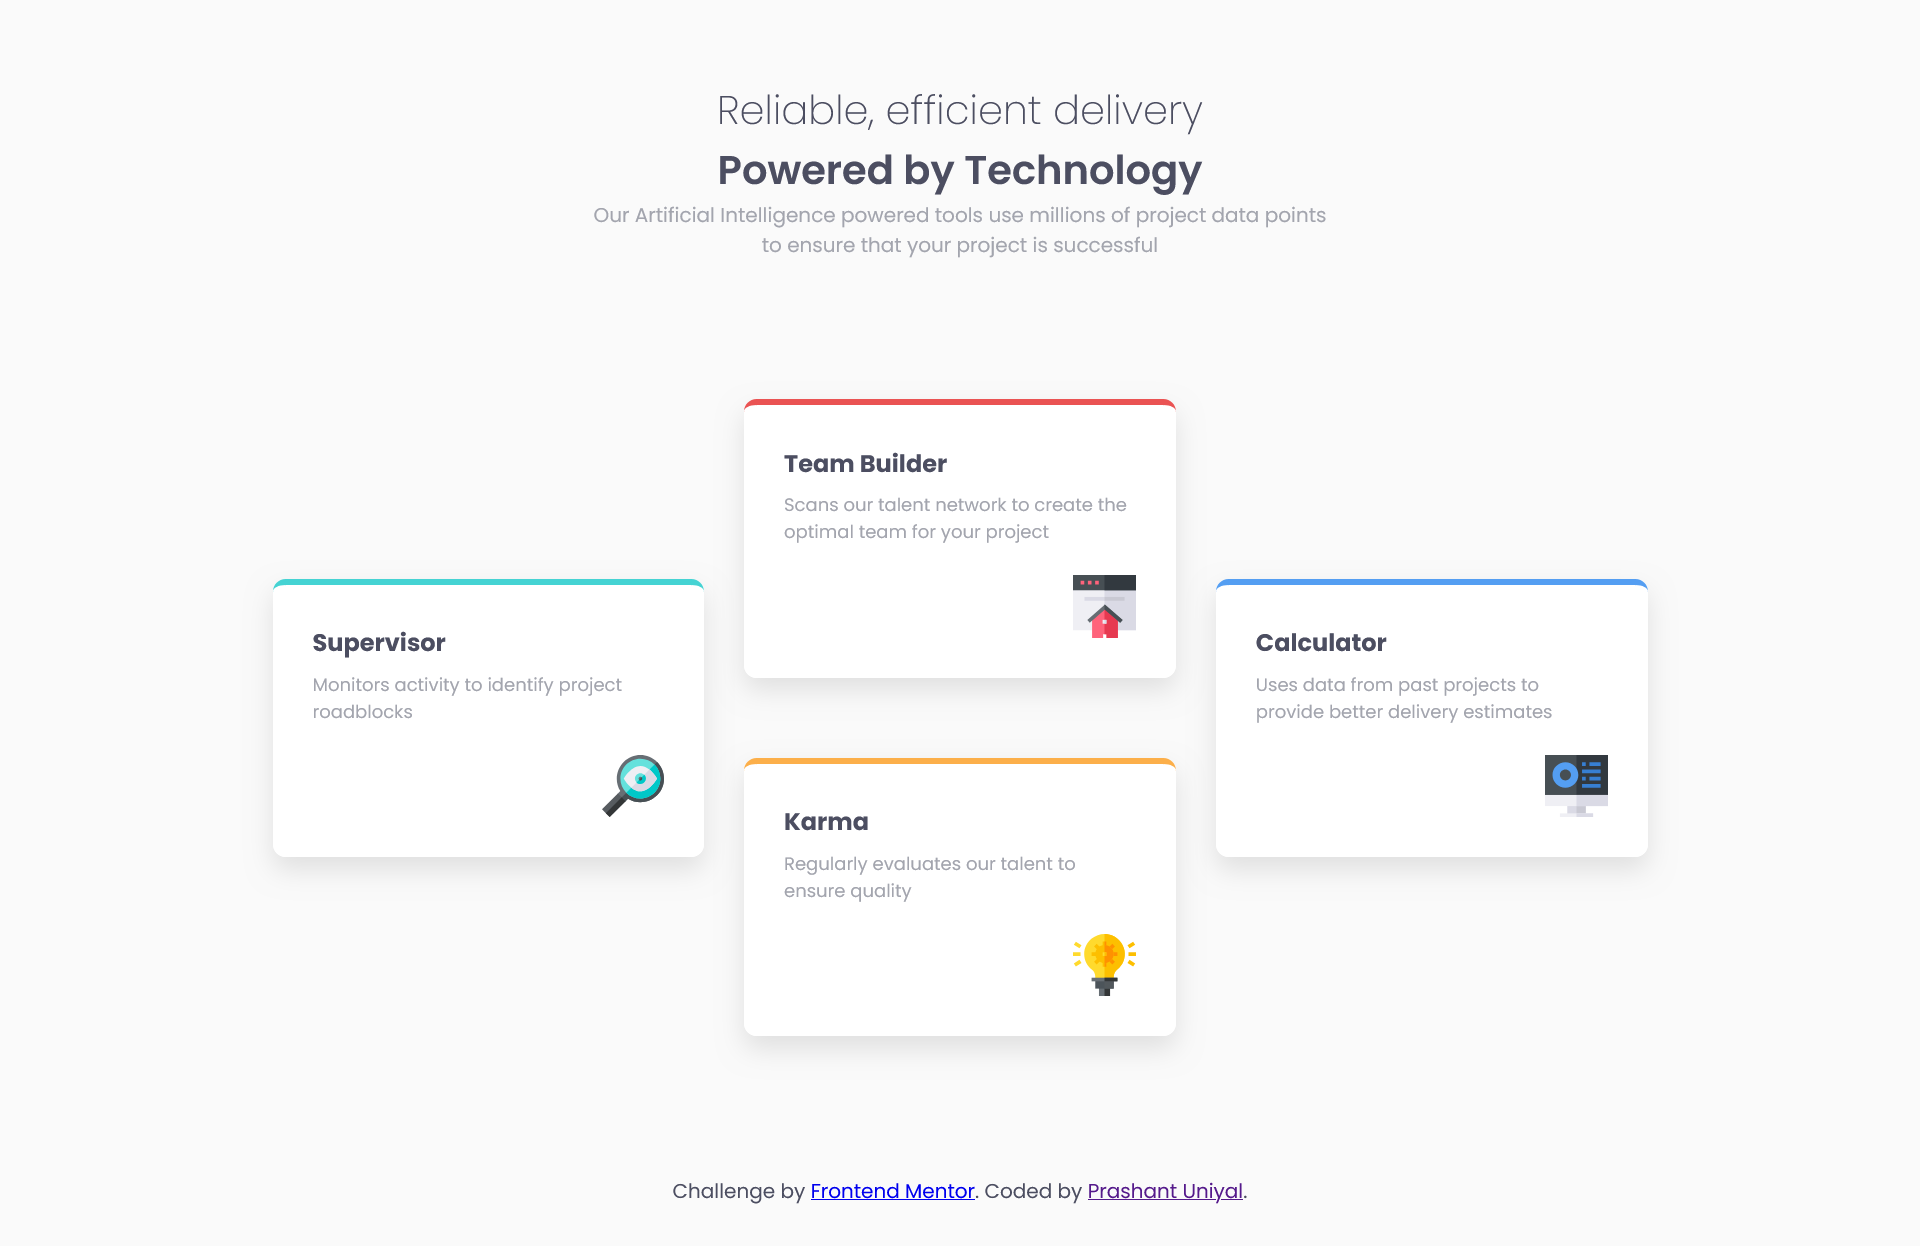 Reliable, efficient delivery
Powered by Technology
Our Artificial Intelligence powered tools use millions of project data points
to ensure that your project is successful
Supervisor
Monitors activity to identify project
roadblocks
Team Builder
Scans our talent network to create the
optimal team for your project
Karma
Regularly evaluates our talent to
ensure quality
Calculator
Uses data from past projects to
provide better delivery estimates
Challenge by Frontend Mentor. Coded by Prashant Uniyal.